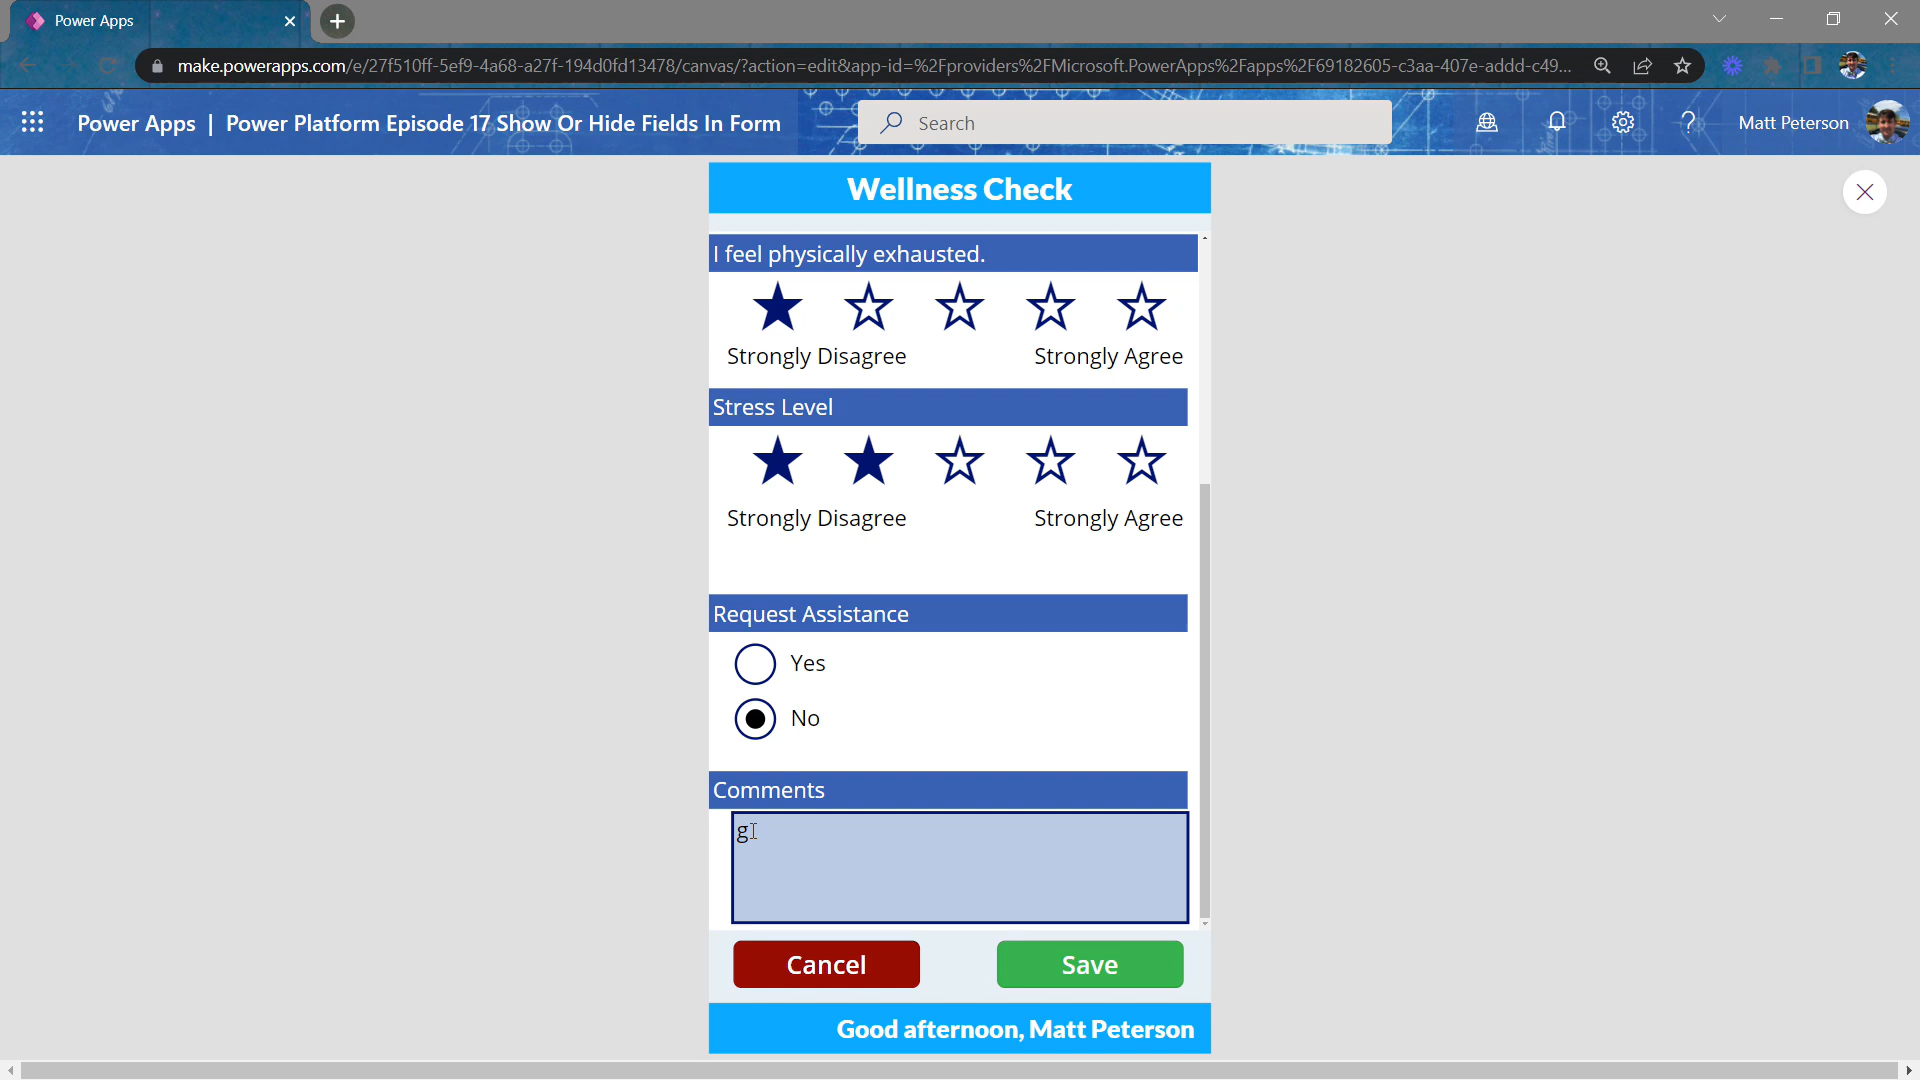 Power Apps
make.powerapps.com/e/27f510ff-5ef9-4a68-a27f-194d0fd13478/canvas/?action=edit&app-id=%2Fproviders%2FMicrosoft.PowerApps%2Fapps%2F69182605-c3aa-407e-addd-c49...
Power Apps | Power Platform Episode 17 Show Or Hide Fields In Form
Search
Matt Peterson
Wellness Check
I feel physically exhausted.
Strongly Disagree Strongly Agree
Stress Level
Strongly Disagree Strongly Agree
Request Assistance
Yes
No
Comments
g
Cancel Save
Good afternoon, Matt Peterson